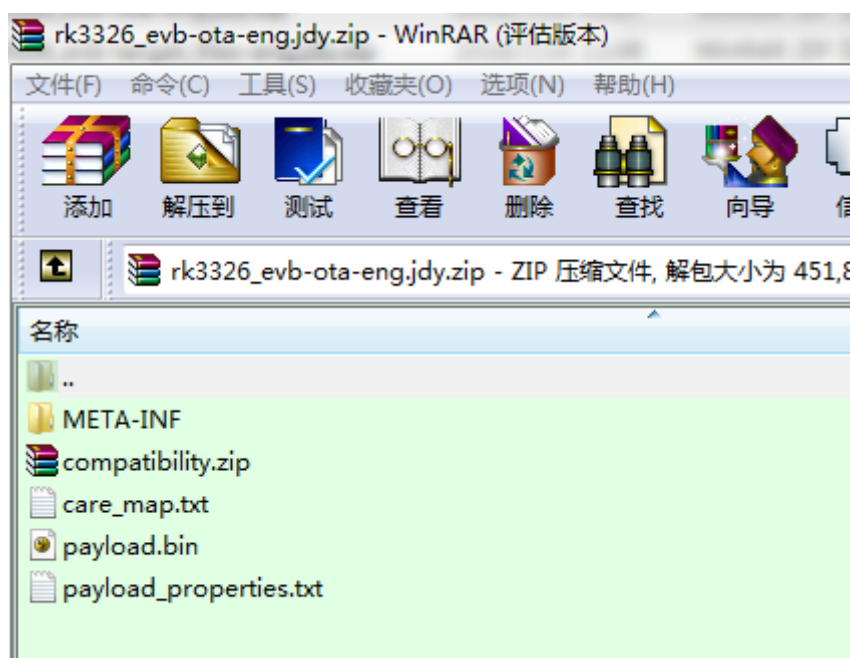 rk3326_evb-ota-eng.jdy.zip - WinRAR (评估版本)
文件(F) 命令(C) 工具(S) 收藏夹(O) 选项(N) 帮助(H)
添加 解压到 测试 查看 删除 查找 向导
rk3326_evb-ota-eng.jdy.zip - ZIP 压缩文件, 解包大小为 451,8
名称
..
META-INF
compatibility.zip
care_map.txt
payload.bin
payload_properties.txt